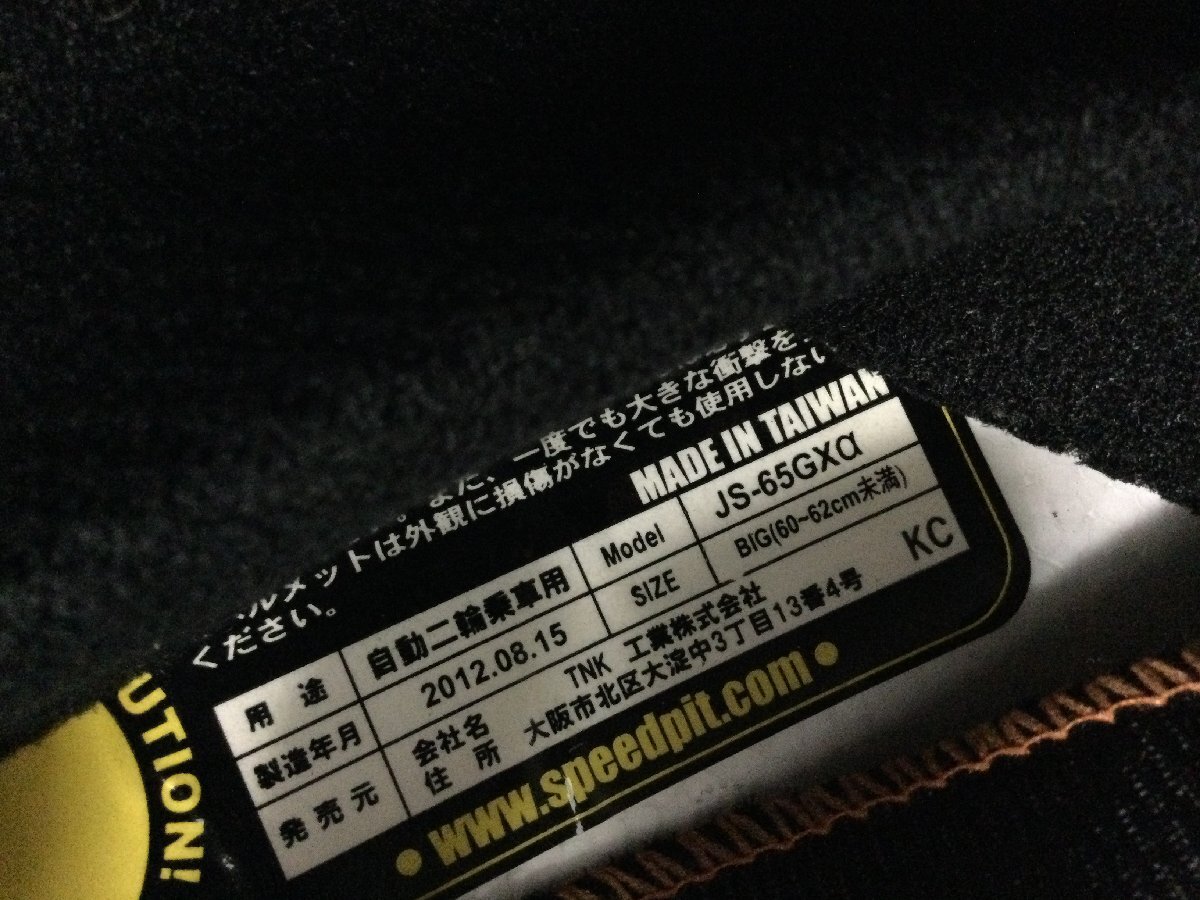 。また、一度でも大きな衝撃を
ルメットは外観に損傷がなくても使用しない
ください。
MADE IN TAIWAN
用 途 自動二輪乗車用 Model JS-65GXα
製造年月 2012.08.15 SIZE BIG(60~62cm未満)
発売元 会社名 TNK 工業株式会社 KC
住 所 大阪市北区大淀中3丁目13番4号
• www.speedpit.com •
UTION!